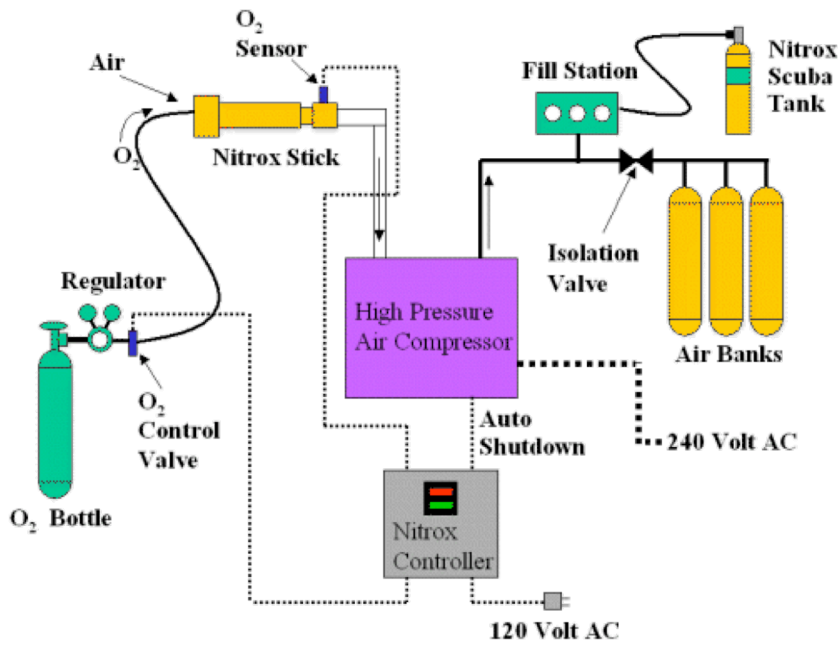 O₂
Sensor
Air
O₂
Nitrox Stick
Fill Station
Nitrox
Scuba
Tank
Isolation
Valve
Air Banks
Regulator
High Pressure
Air Compressor
O₂
Control
Valve
O₂ Bottle
Auto
Shutdown
240 Volt AC
Nitrox
Controller
120 Volt AC